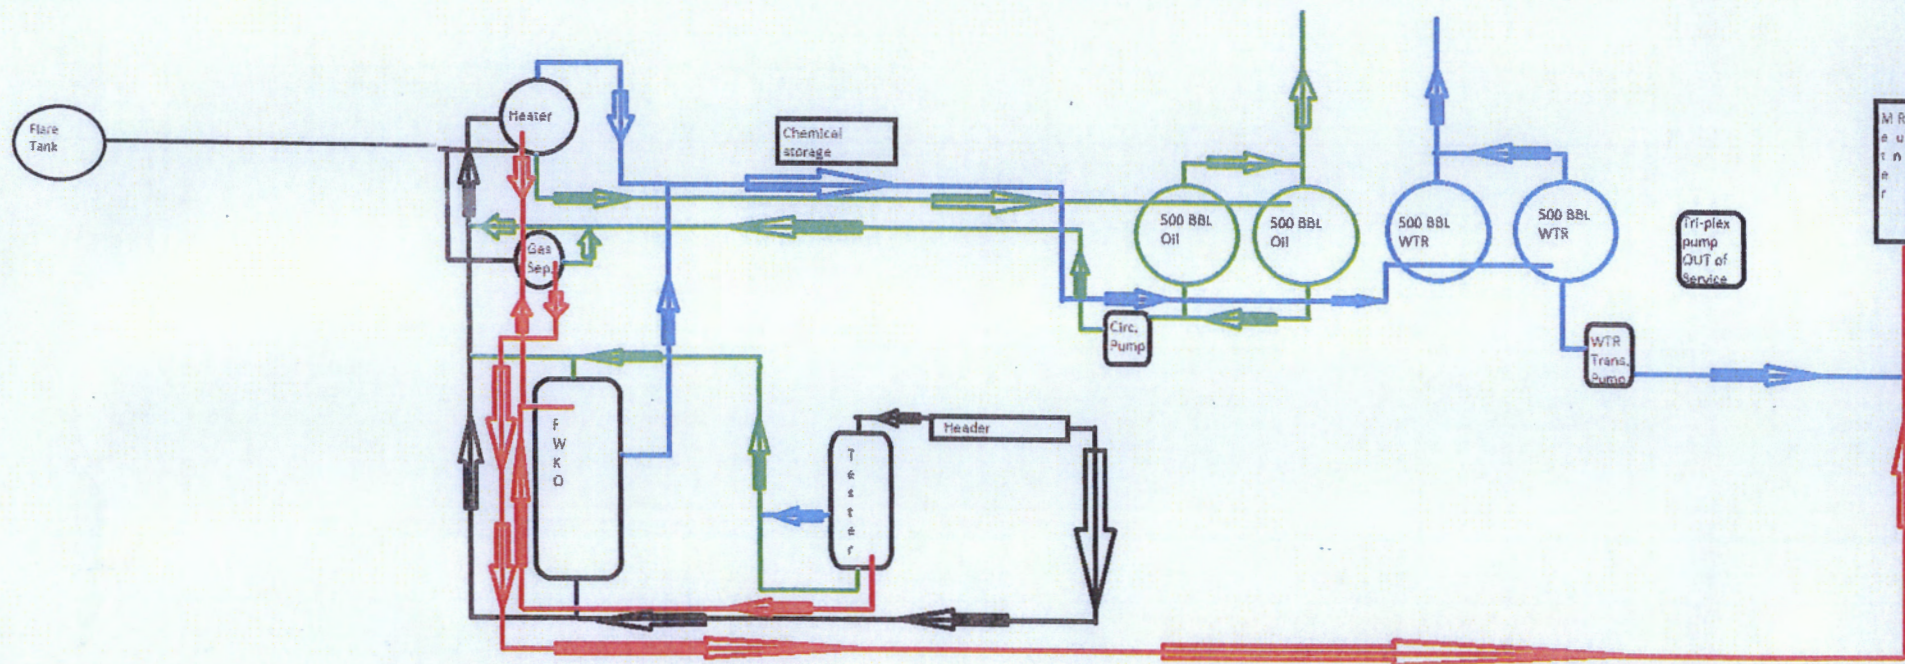 Flare
Tank
Heater
Chemical
storage
Gas
Sep.
500 BBL
Oil
500 BBL
Oil
500 BBL
WTR
500 BBL
WTR
Tri-plex
pump
OUT of
Service
M R
e u
t n
e
r
Circ.
Pump
WTR
Trans.
Pump
F
W
K
O
T
e
s
t
e
r
Header